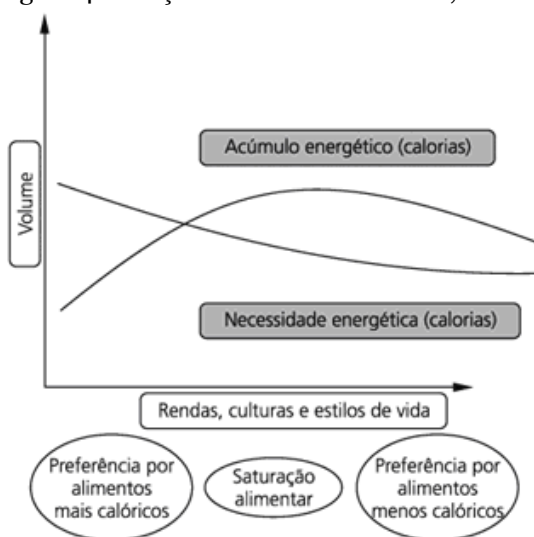 Acúmulo energético (calorias)
Volume
Necessidade energética (calorias)
Rendas, culturas e estilos de vida
Preferência por
alimentos
mais calóricos
Saturação
alimentar
Preferência por
alimentos
menos calóricos